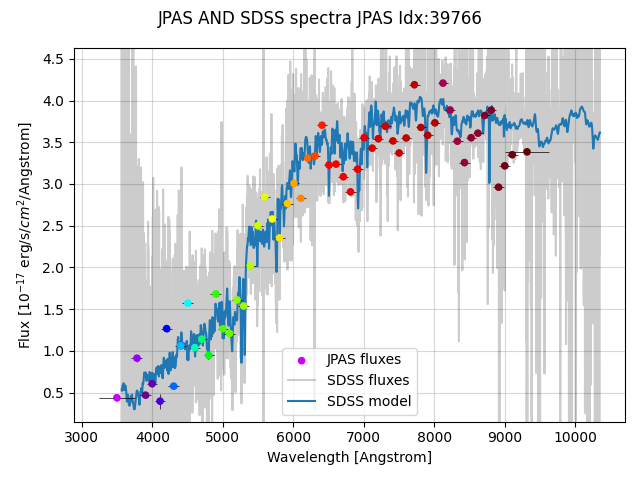 JPAS AND SDSS spectra JPAS Idx:39766
Flux [10⁻¹⁷ erg/s/cm²/Angstrom]
4.5
4.0
3.5
3.0
2.5
2.0
1.5
1.0
0.5
JPAS fluxes
SDSS fluxes
SDSS model
3000 4000 5000 6000 7000 8000 9000 10000
Wavelength [Angstrom]